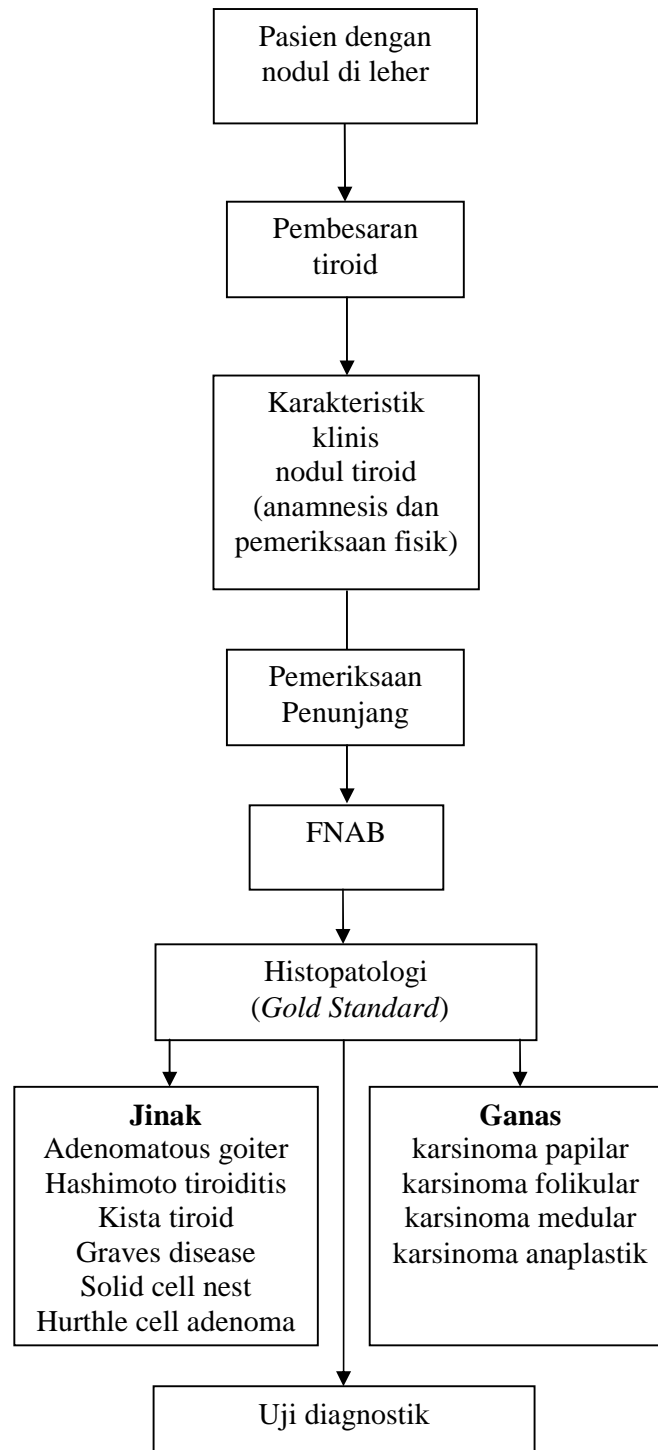 Pasien dengan
nodul di leher
Pembesaran
tiroid
Karakteristik
klinis
nodul tiroid
(anamnesis dan
pemeriksaan fisik)
Pemeriksaan
Penunjang
FNAB
Histopatologi
(Gold Standard)
Jinak
Adenomatous goiter
Hashimoto tiroiditis
Kista tiroid
Graves disease
Solid cell nest
Hurthle cell adenoma
Ganas
karsinoma papilar
karsinoma folikular
karsinoma medular
karsinoma anaplastik
Uji diagnostik